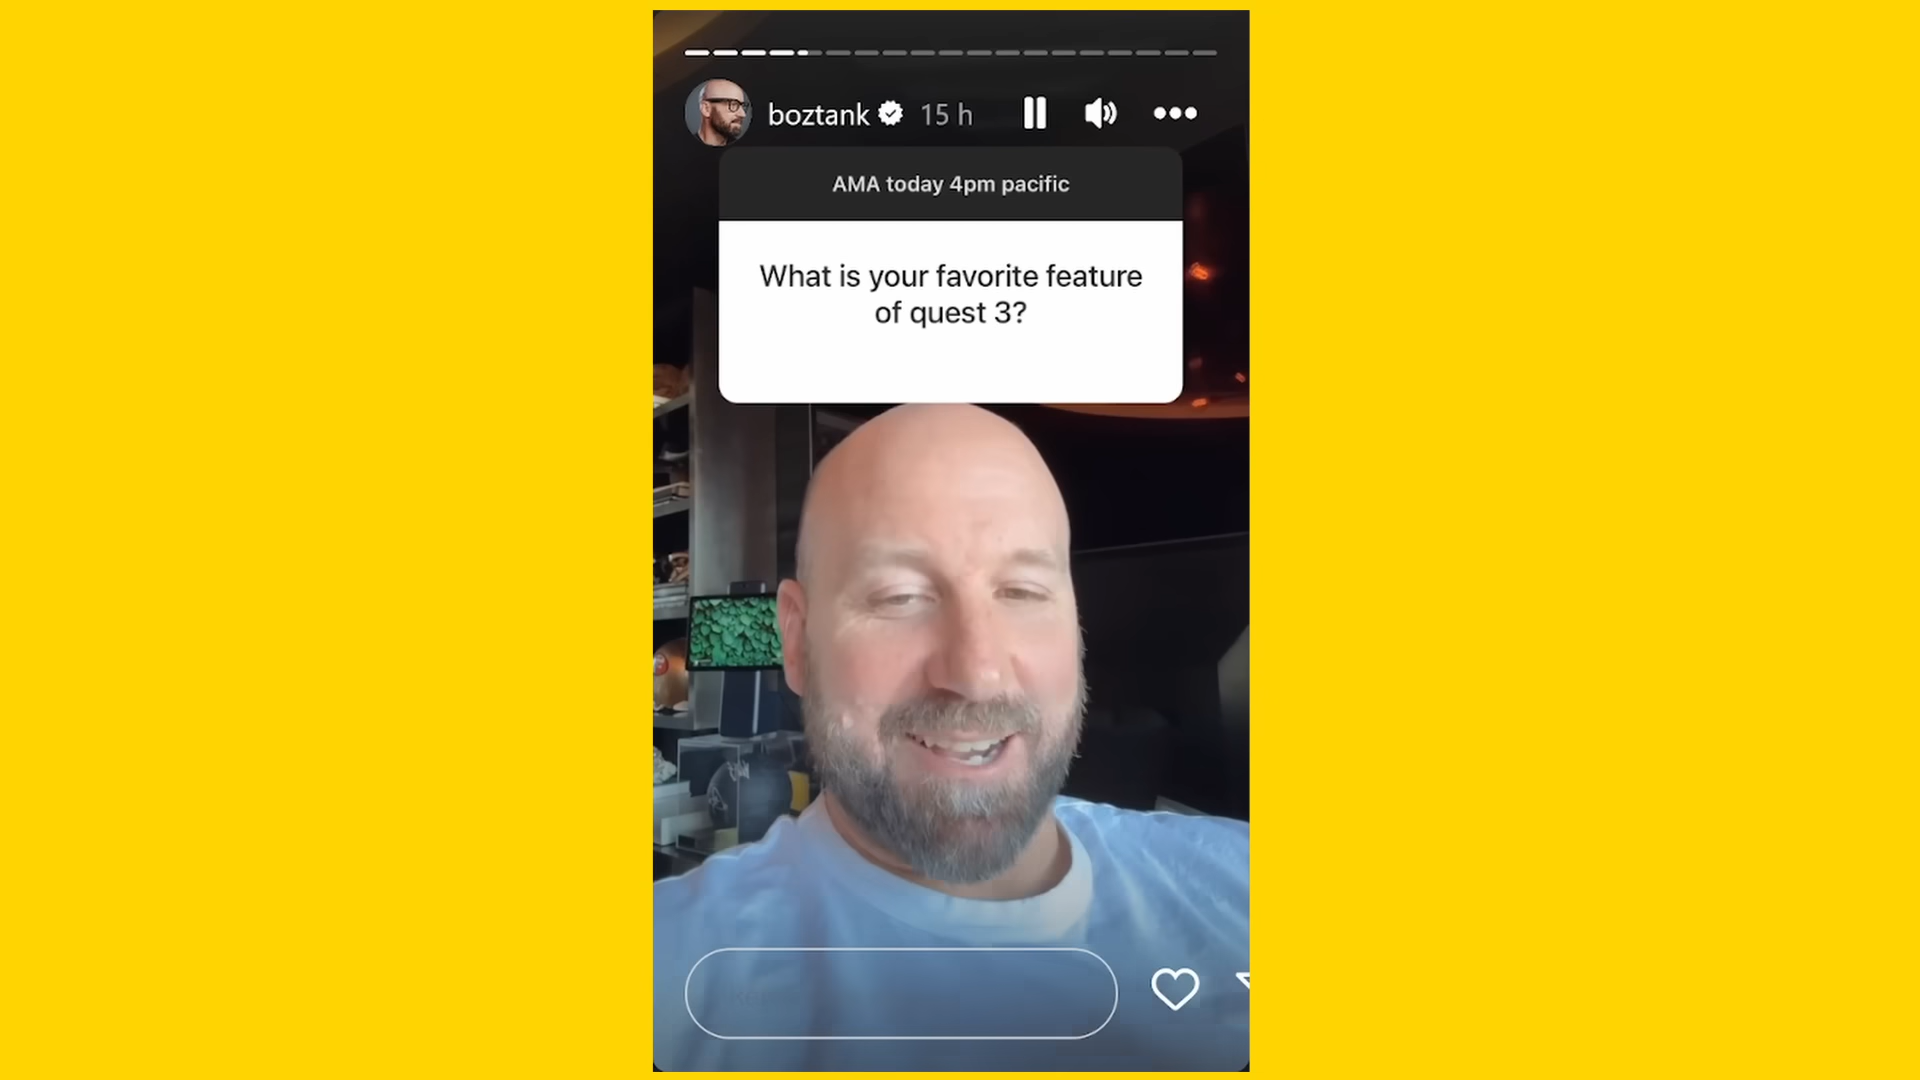 boztank 15 h
AMA today 4pm pacific
What is your favorite feature
of quest 3?